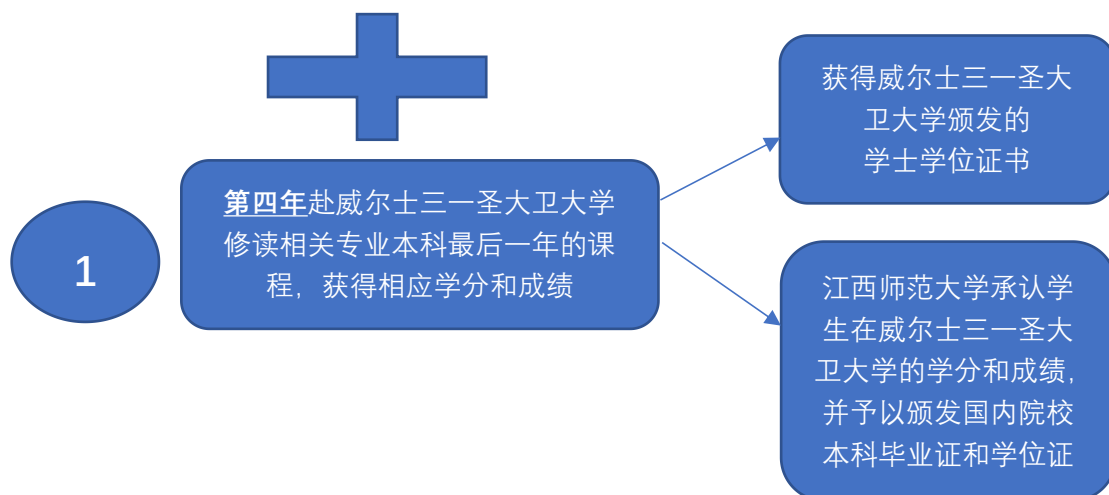 1
第四年赴威尔士三一圣大卫大学
修读相关专业本科最后一年的课
程，获得相应学分和成绩
获得威尔士三一圣大
卫大学颁发的
学士学位证书
江西师范大学承认学
生在威尔士三一圣大
卫大学的学分和成绩，
并予以颁发国内院校
本科毕业证和学位证